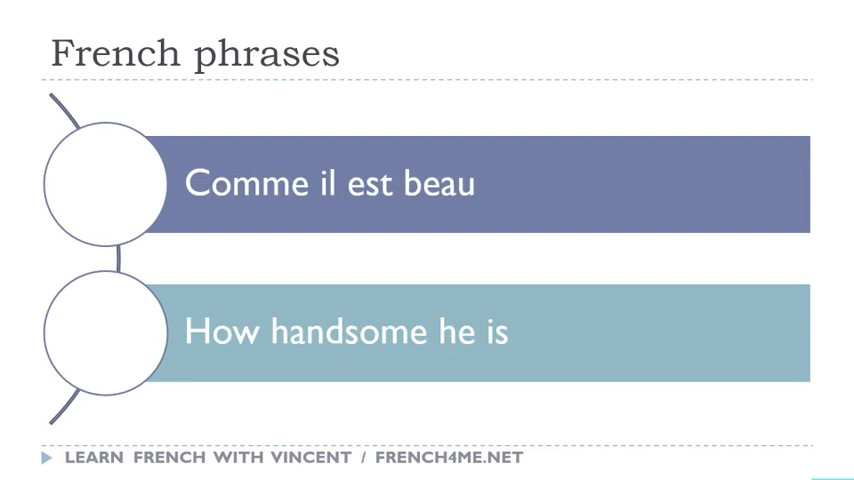 French phrases
Comme il est beau
How handsome he is
LEARN FRENCH WITH VINCENT / FRENCH4ME.NET